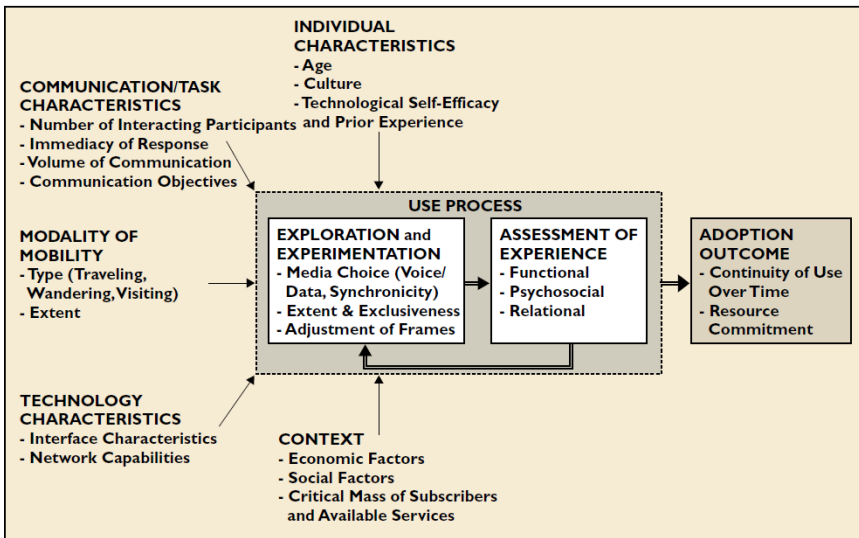 INDIVIDUAL
CHARACTERISTICS
- Age
- Culture
- Technological Self-Efficacy
and Prior Experience
COMMUNICATION/TASK
CHARACTERISTICS
- Number of Interacting Participants
- Immediacy of Response
- Volume of Communication
- Communication Objectives
MODALITY OF
MOBILITY
- Type (Traveling,
Wandering, Visiting)
- Extent
TECHNOLOGY
CHARACTERISTICS
- Interface Characteristics
- Network Capabilities
USE PROCESS
EXPLORATION and
EXPERIMENTATION
- Media Choice (Voice/
Data, Synchronicity)
- Extent & Exclusiveness
- Adjustment of Frames
ASSESSMENT OF
EXPERIENCE
- Functional
- Psychosocial
- Relational
ADOPTION
OUTCOME
- Continuity of Use
Over Time
- Resource
Commitment
CONTEXT
- Economic Factors
- Social Factors
- Critical Mass of Subscribers
and Available Services